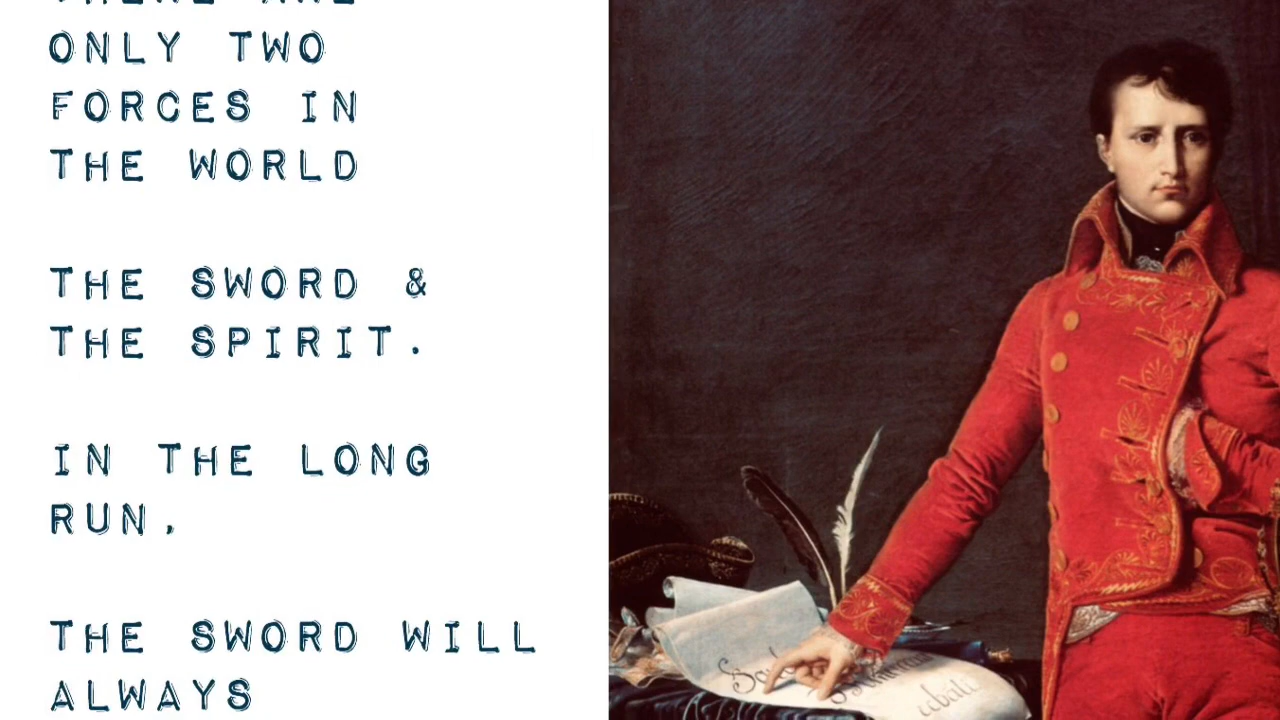 ONLY TWO
FORCES IN
THE WORLD
THE SWORD &
THE SPIRIT.
IN THE LONG
RUN,
THE SWORD WILL
ALWAYS